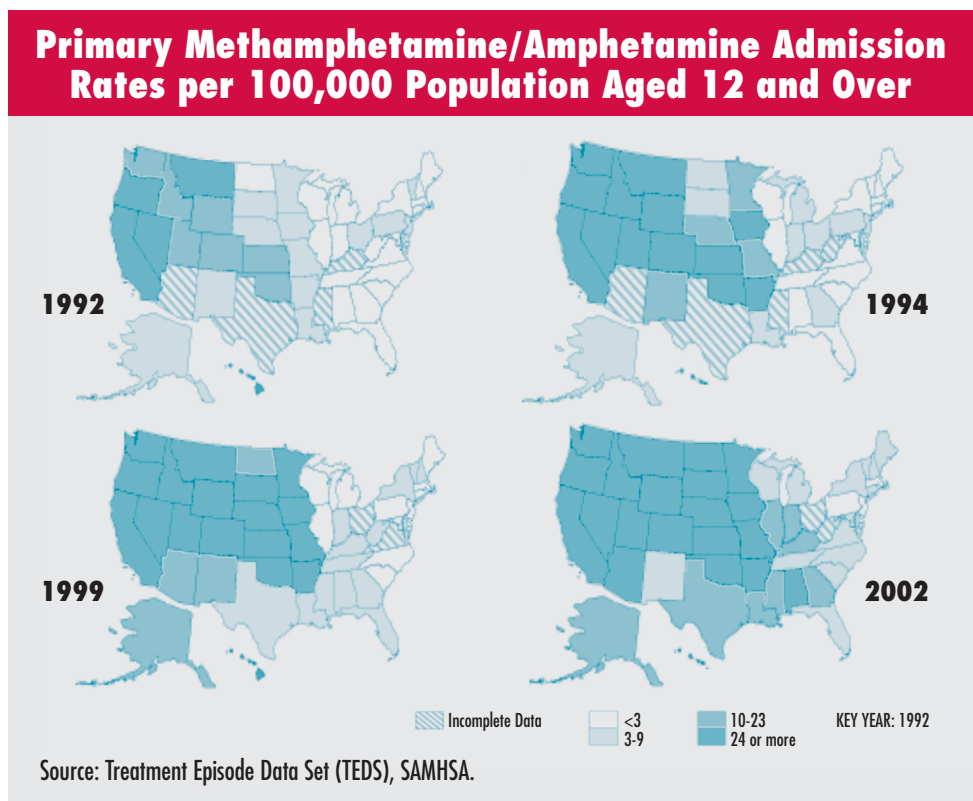 Primary Methamphetamine/Amphetamine Admission
Rates per 100,000 Population Aged 12 and Over
1992
1994
1999
2002
Incomplete Data
<3
3-9
10-23
24 or more
KEY YEAR: 1992
Source: Treatment Episode Data Set (TEDS), SAMHSA.